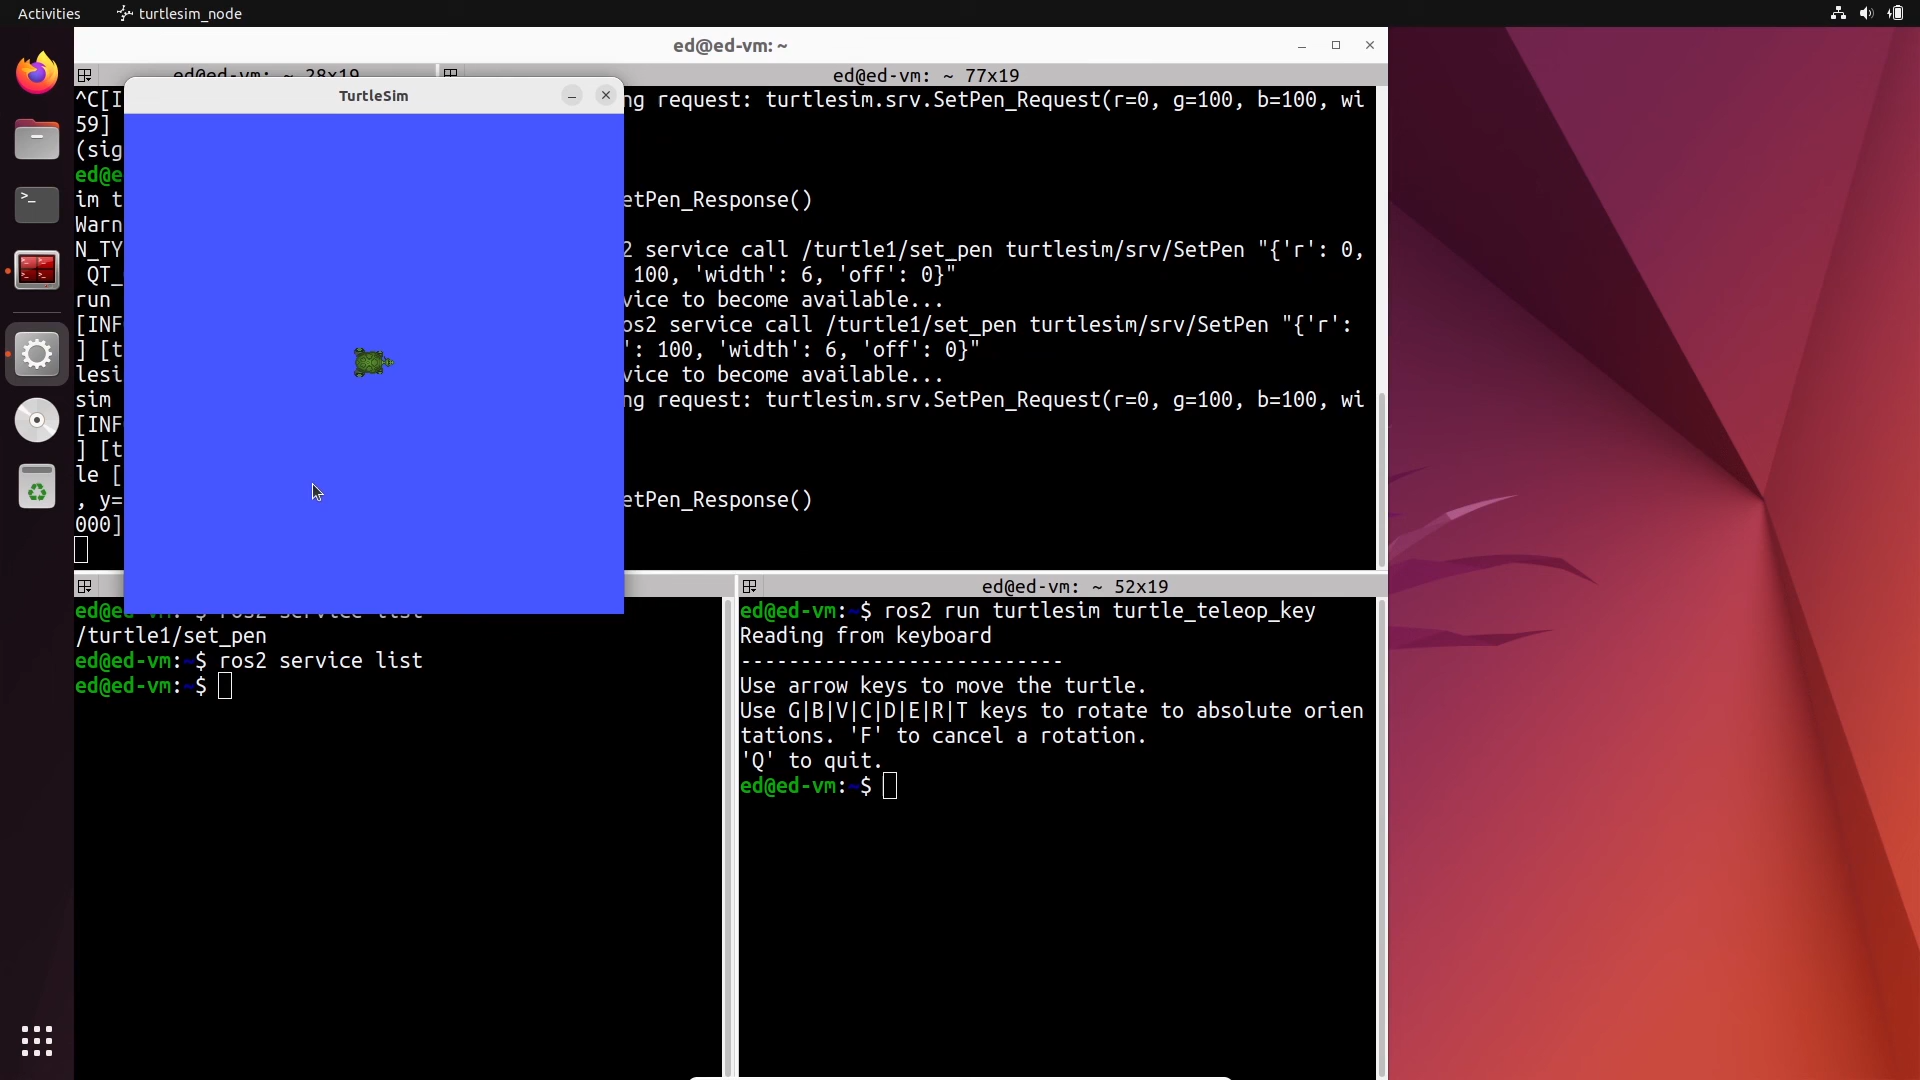 Activities
turtlesim_node
ed@ed-vm: ~
ed@ed-vm: ~ 28x19
ed@ed-vm: ~ 77x19
TurtleSim
^C[I
59]
(sig
ed@e
im t
Warn
N_TY
QT_
run
[INF
] [t
lesi
sim
[INF
] [t
le [
, y=
000]
ng request: turtlesim.srv.SetPen_Request(r=0, g=100, b=100, wi
etPen_Response()
2 service call /turtle1/set_pen turtlesim/srv/SetPen "{'r': 0,
100, 'width': 6, 'off': 0}"
vice to become available...
os2 service call /turtle1/set_pen turtlesim/srv/SetPen "{'r':
': 100, 'width': 6, 'off': 0}"
vice to become available...
ng request: turtlesim.srv.SetPen_Request(r=0, g=100, b=100, wi
etPen_Response()
ed@ed-vm:~$ ros2 service list
/turtle1/set_pen
ed@ed-vm:~$ ros2 service list
ed@ed-vm:~$
ed@ed-vm: ~ 52x19
ed@ed-vm:~$ ros2 run turtlesim turtle_teleop_key
Reading from keyboard
---------------------------
Use arrow keys to move the turtle.
Use G|B|V|C|D|E|R|T keys to rotate to absolute orien
tations. 'F' to cancel a rotation.
'Q' to quit.
ed@ed-vm:~$